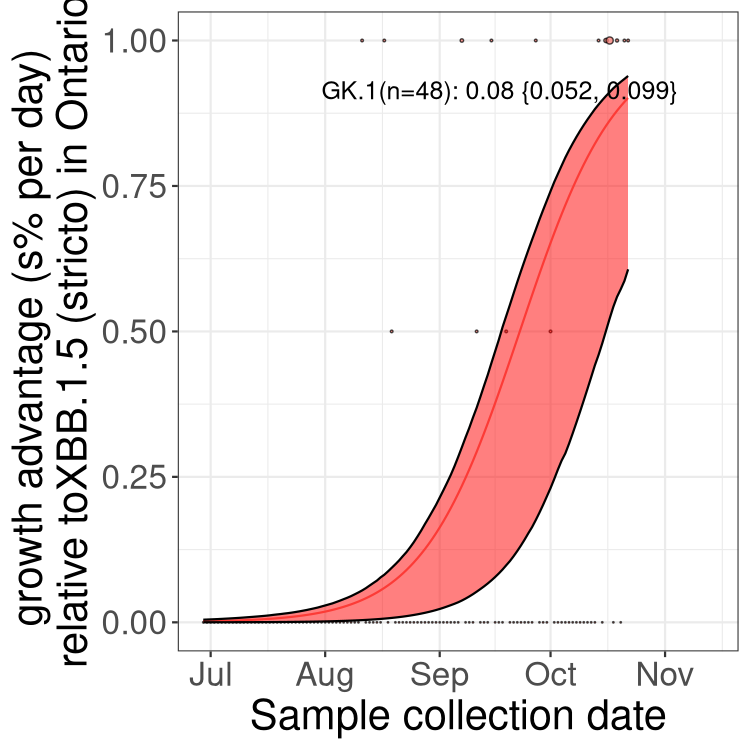 growth advantage (s% per day)
relative toXBB.1.5 (stricto) in Ontario
1.00
0.75
0.50
0.25
0.00
GK.1(n=48): 0.08 {0.052, 0.099}
Jul Aug Sep Oct Nov
Sample collection date